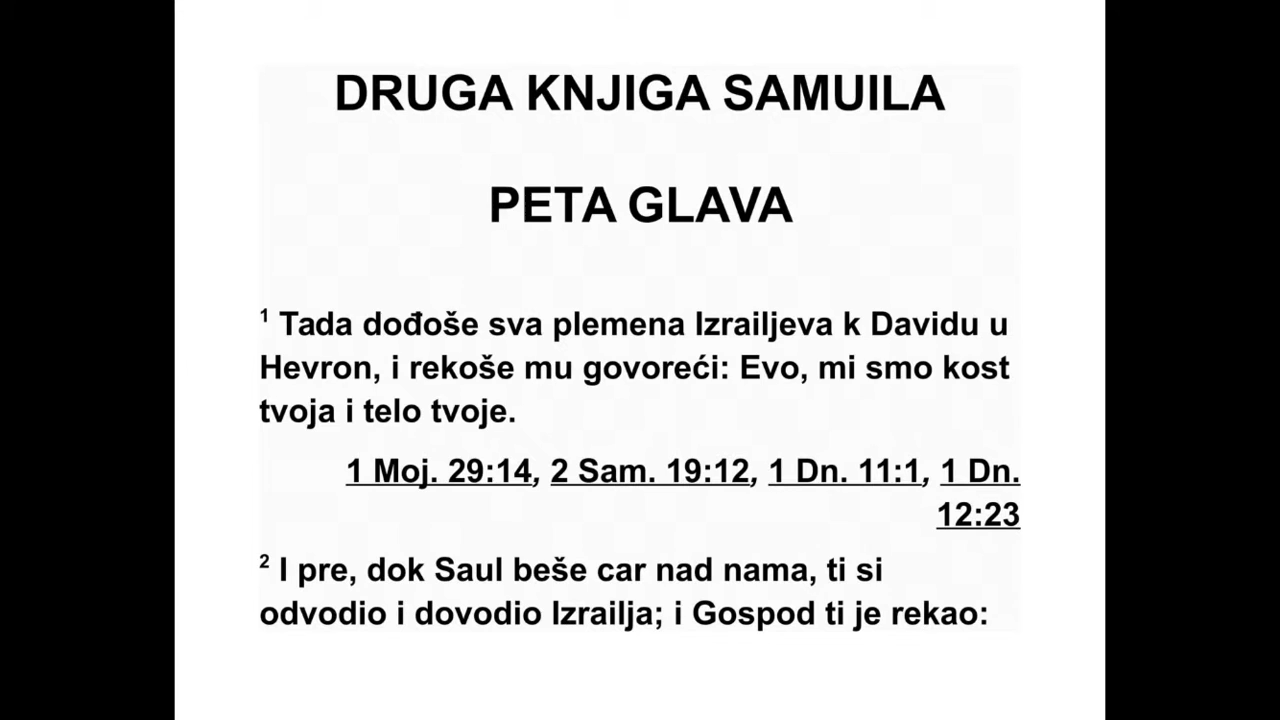 DRUGA KNJIGA SAMUILA
PETA GLAVA
1 Tada dođoše sva plemena Izrailjeva k Davidu u
Hevron, i rekoše mu govoreći: Evo, mi smo kost
tvoja i telo tvoje.
1 Moj. 29:14, 2 Sam. 19:12, 1 Dn. 11:1, 1 Dn.
12:23
2 I pre, dok Saul beše car nad nama, ti si
odvodio i dovodio Izrailja; i Gospod ti je rekao: